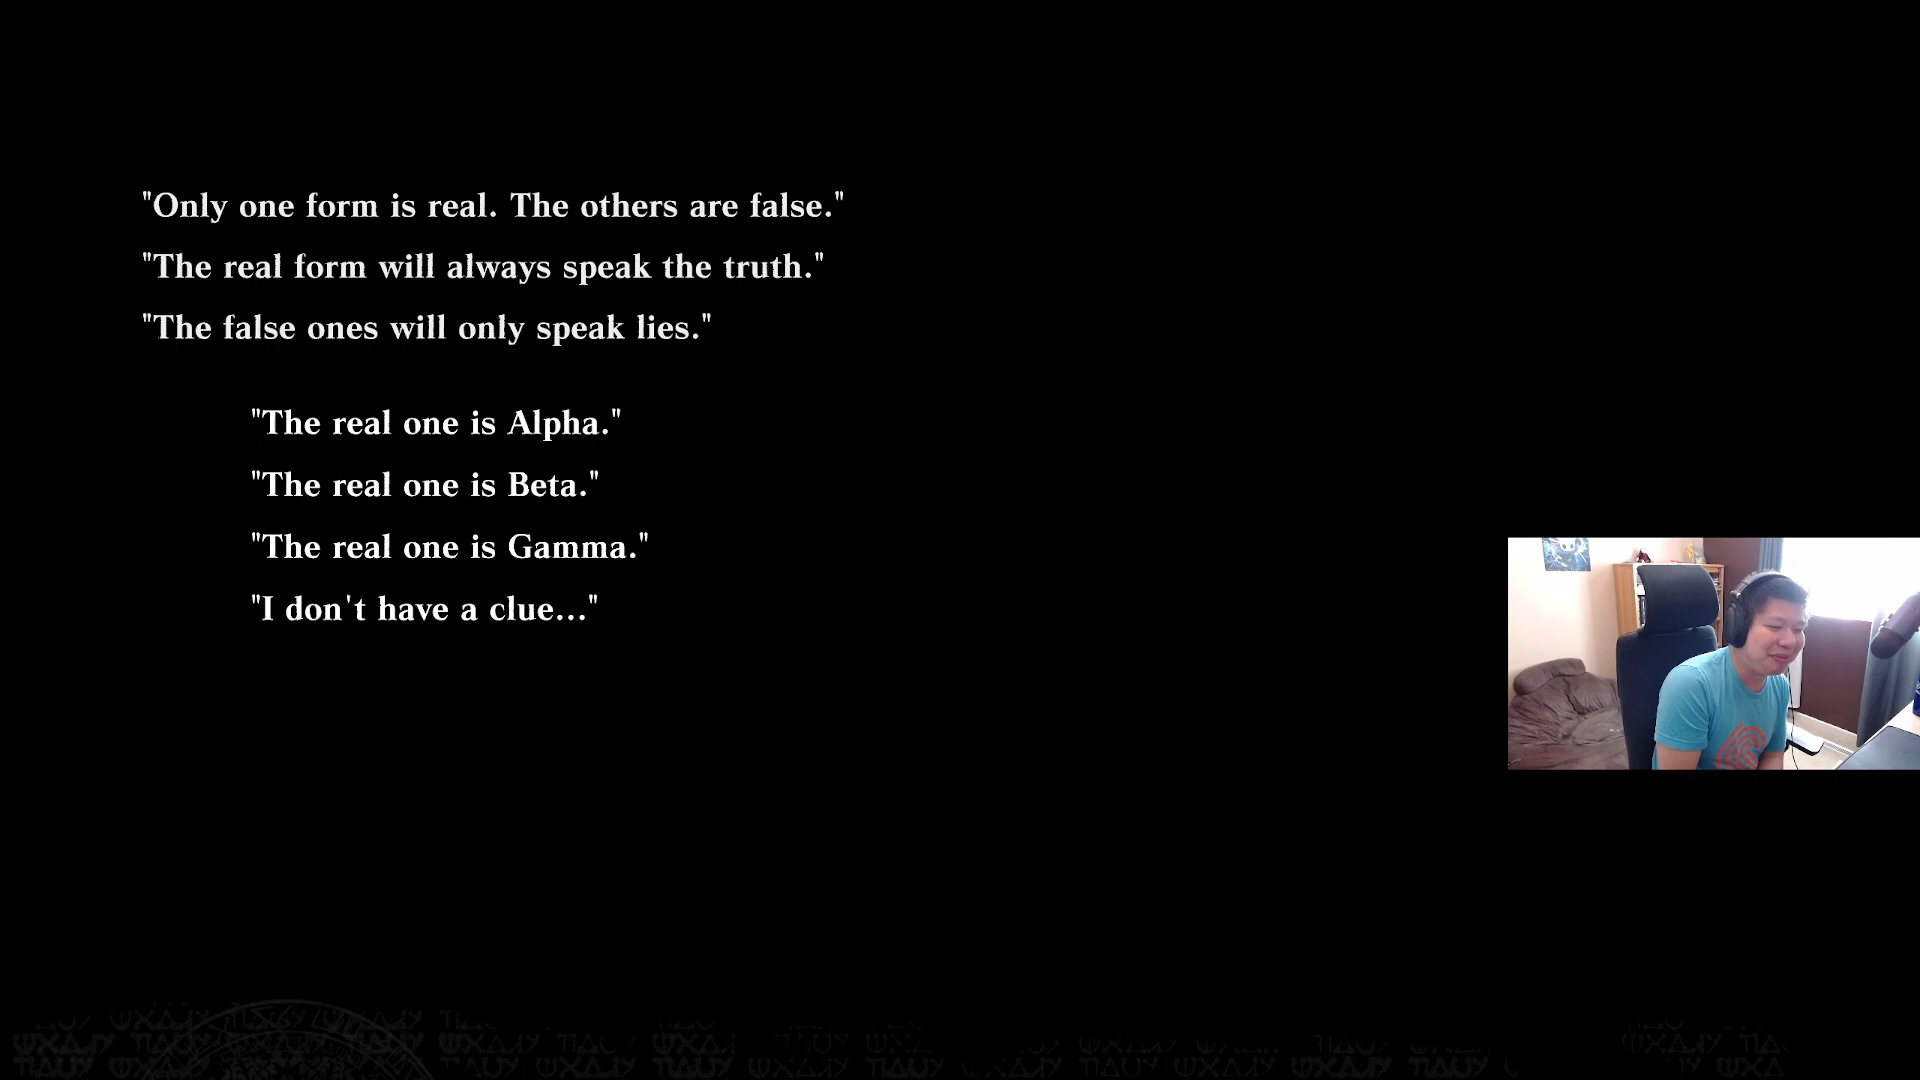 "Only one form is real. The others are false."
"The real form will always speak the truth."
"The false ones will only speak lies."
"The real one is Alpha."
"The real one is Beta."
"The real one is Gamma."
"I don't have a clue..."